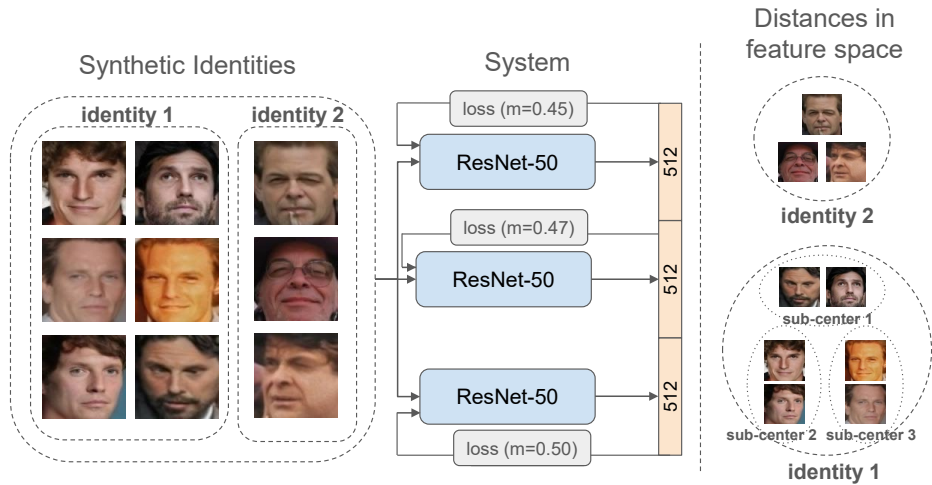 Synthetic Identities
identity 1
identity 2
System
loss (m=0.45)
ResNet-50
512
loss (m=0.47)
ResNet-50
512
ResNet-50
512
loss (m=0.50)
Distances in
feature space
identity 2
sub-center 1
sub-center 2
sub-center 3
identity 1